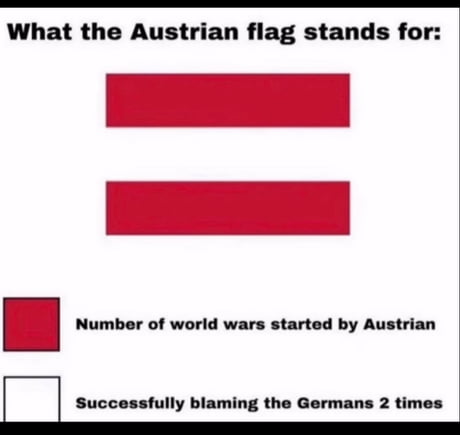 What the Austrian flag stands for:
Number of world wars started by Austrian
Successfully blaming the Germans 2 times